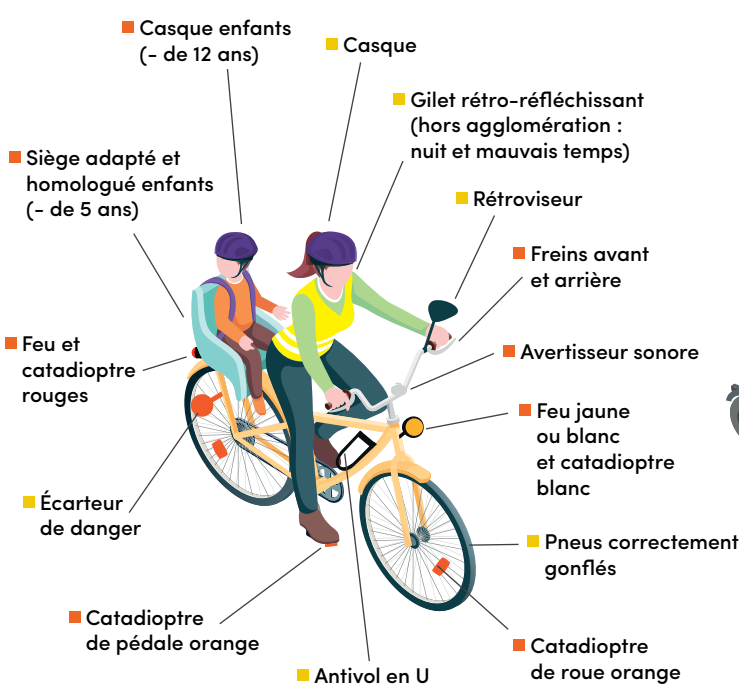 Casque enfants
(- de 12 ans)
Casque
Gilet rétro-réfléchissant
(hors agglomération :
nuit et mauvais temps)
Siège adapté et
homologué enfants
(- de 5 ans)
Rétroviseur
Freins avant
et arrière
Feu et
catadioptre
rouges
Avertisseur sonore
Feu jaune
ou blanc
et catadioptre
blanc
Écarteur
de danger
Pneus correctement
gonflés
Catadioptre
de pédale orange
Catadioptre
de roue orange
Antivol en U